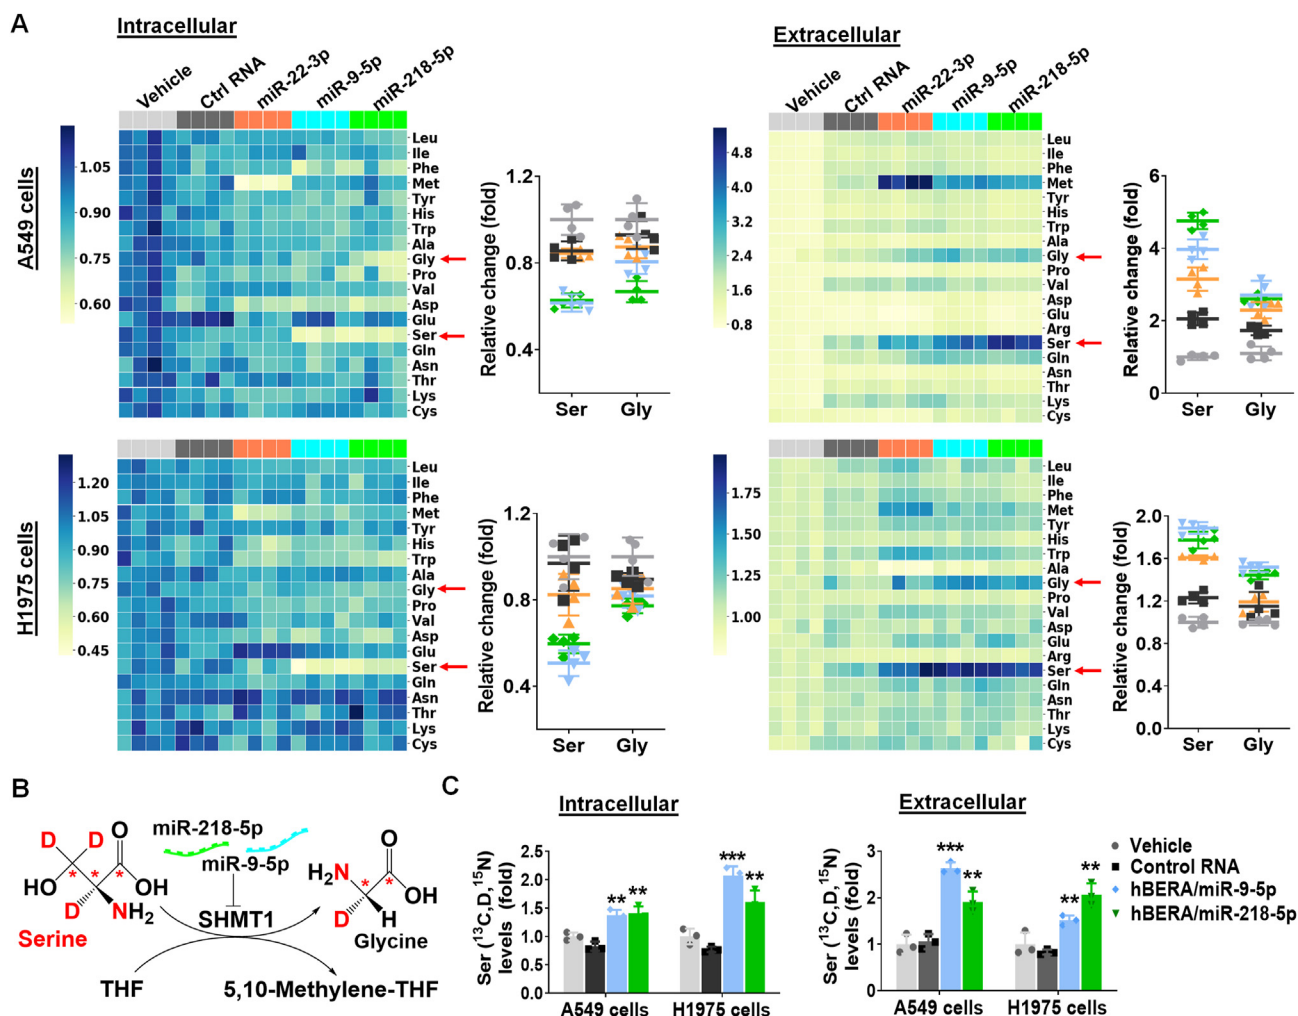 A
Intracellular
Vehicle
Ctrl RNA
miR-22-3p
miR-9-5p
miR-218-5p
A549 cells
1.05
0.90
0.75
0.60
Leu
Ile
Phe
Met
Tyr
His
Trp
Ala
Gly
Pro
Val
Asp
Glu
Ser
Gln
Asn
Thr
Lys
Cys
Relative change (fold)
1.2
0.8
0.4
Ser Gly
Extracellular
Vehicle
Ctrl RNA
miR-22-3p
miR-9-5p
miR-218-5p
4.8
4.0
3.2
2.4
1.6
0.8
Leu
Ile
Phe
Met
Tyr
His
Trp
Ala
Gly
Pro
Val
Asp
Glu
Arg
Ser
Gln
Asn
Thr
Lys
Cys
Relative change (fold)
6
4
2
0
Ser Gly
H1975 cells
1.20
1.05
0.90
0.75
0.60
0.45
Leu
Ile
Phe
Met
Tyr
His
Trp
Ala
Gly
Pro
Val
Asp
Glu
Ser
Gln
Asn
Thr
Lys
Cys
Relative change (fold)
1.2
0.8
0.4
Ser Gly
1.75
1.50
1.25
1.00
Leu
Ile
Phe
Met
Tyr
His
Trp
Ala
Gly
Pro
Val
Asp
Glu
Arg
Ser
Gln
Asn
Thr
Lys
Cys
Relative change (fold)
2.0
1.6
1.2
0.8
0.0
Ser Gly
B
miR-218-5p
miR-9-5p
SHMT1
D D O
HO * * * OH
D NH₂
Serine
H₂N O
* * OH
D H
Glycine
THF
5,10-Methylene-THF
C
Intracellular
Ser (¹³C,D,¹⁵N)
levels (fold)
2.5
2.0
1.5
1.0
0.5
0.0
** ** *** **
A549 cells H1975 cells
Extracellular
Ser (¹³C,D,¹⁵N)
levels (fold)
3
2
1
0
*** ** ** **
A549 cells H1975 cells
Vehicle
Control RNA
hBERA/miR-9-5p
hBERA/miR-218-5p